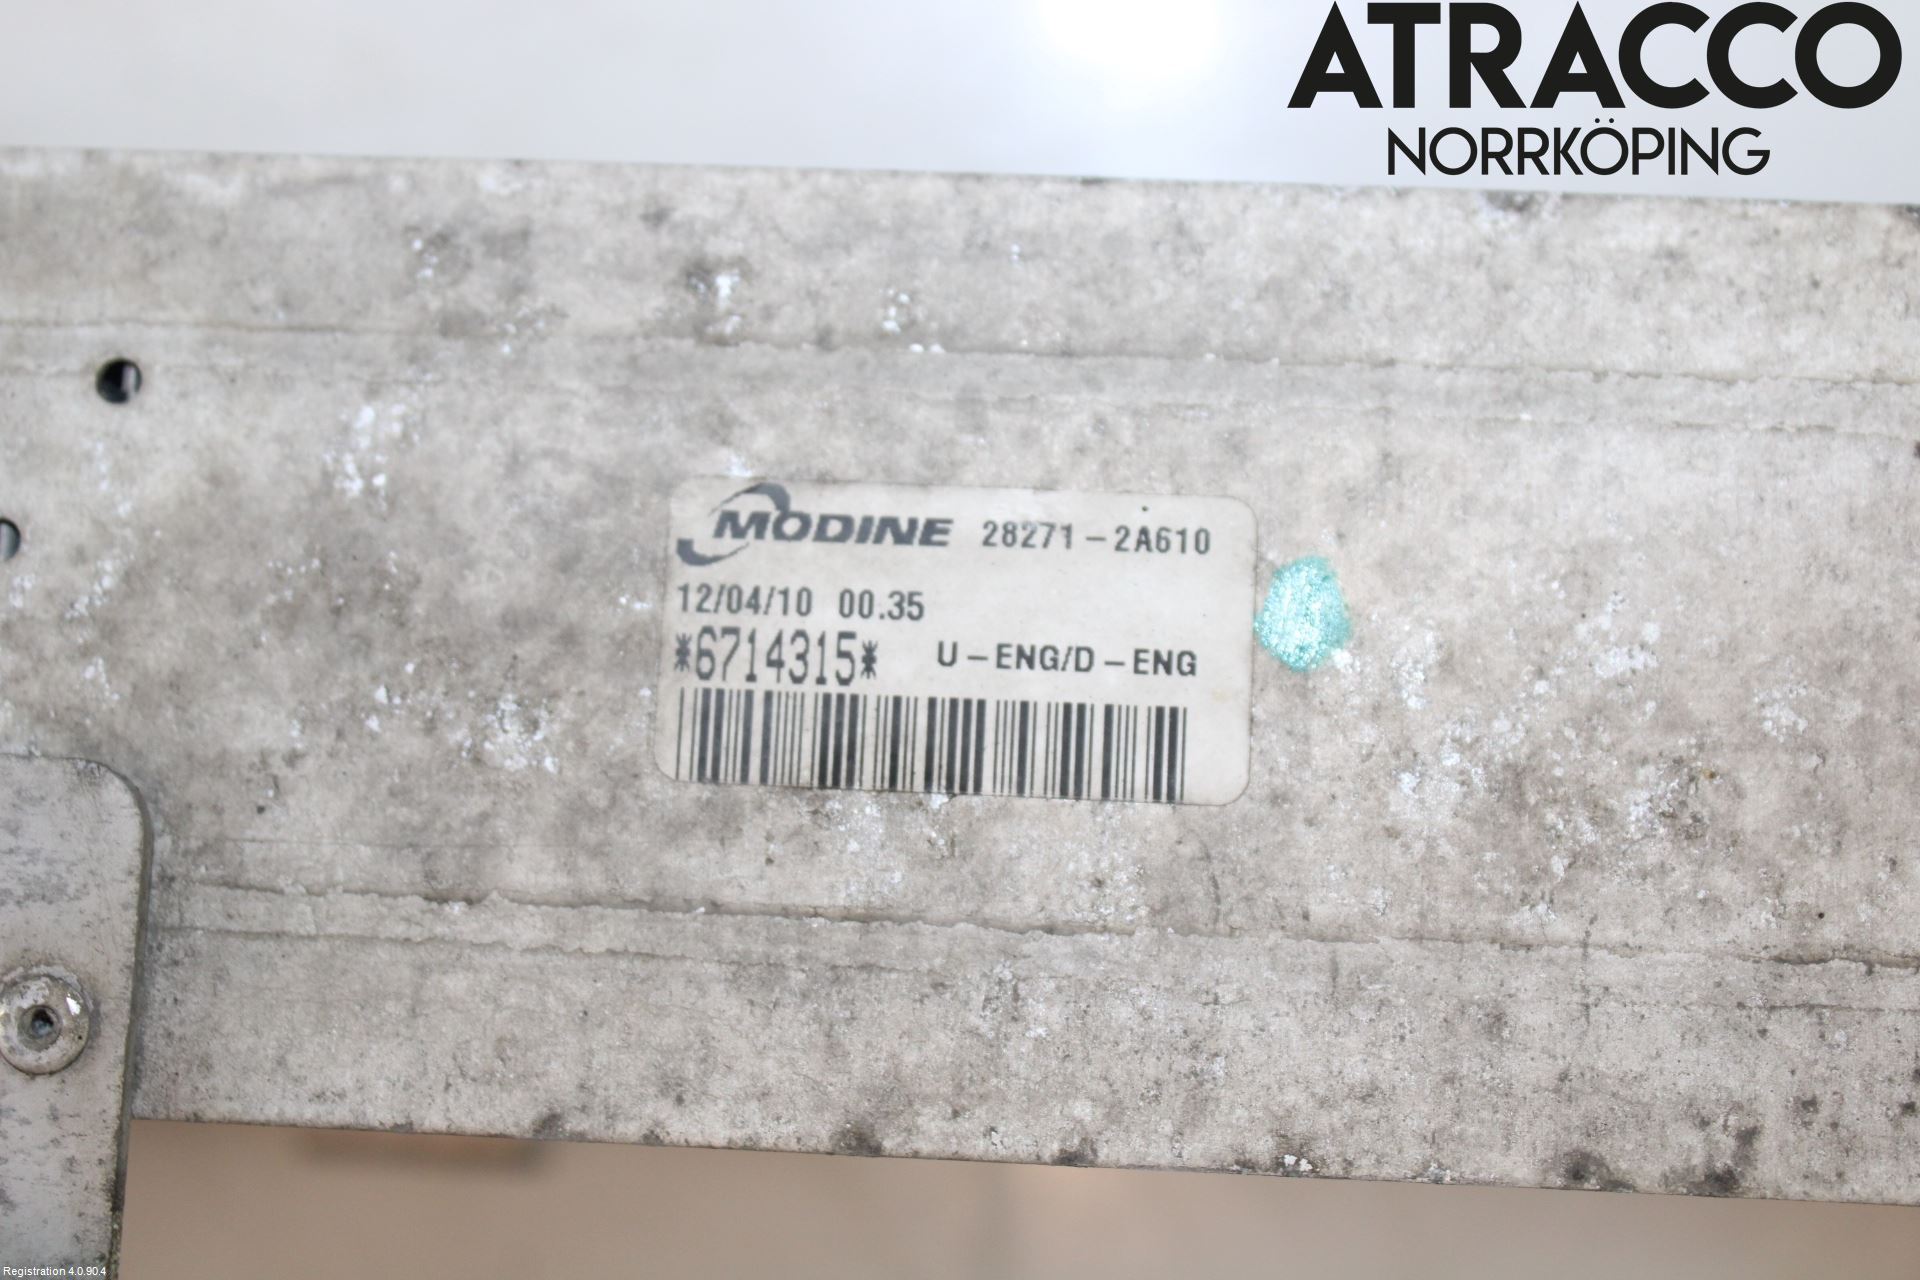 ATRACCO
NORRKÖPING
MODINE 28271-2A610
12/04/10 00.35
*6714315* U-ENG/D-ENG
Registration 4.0.90.4